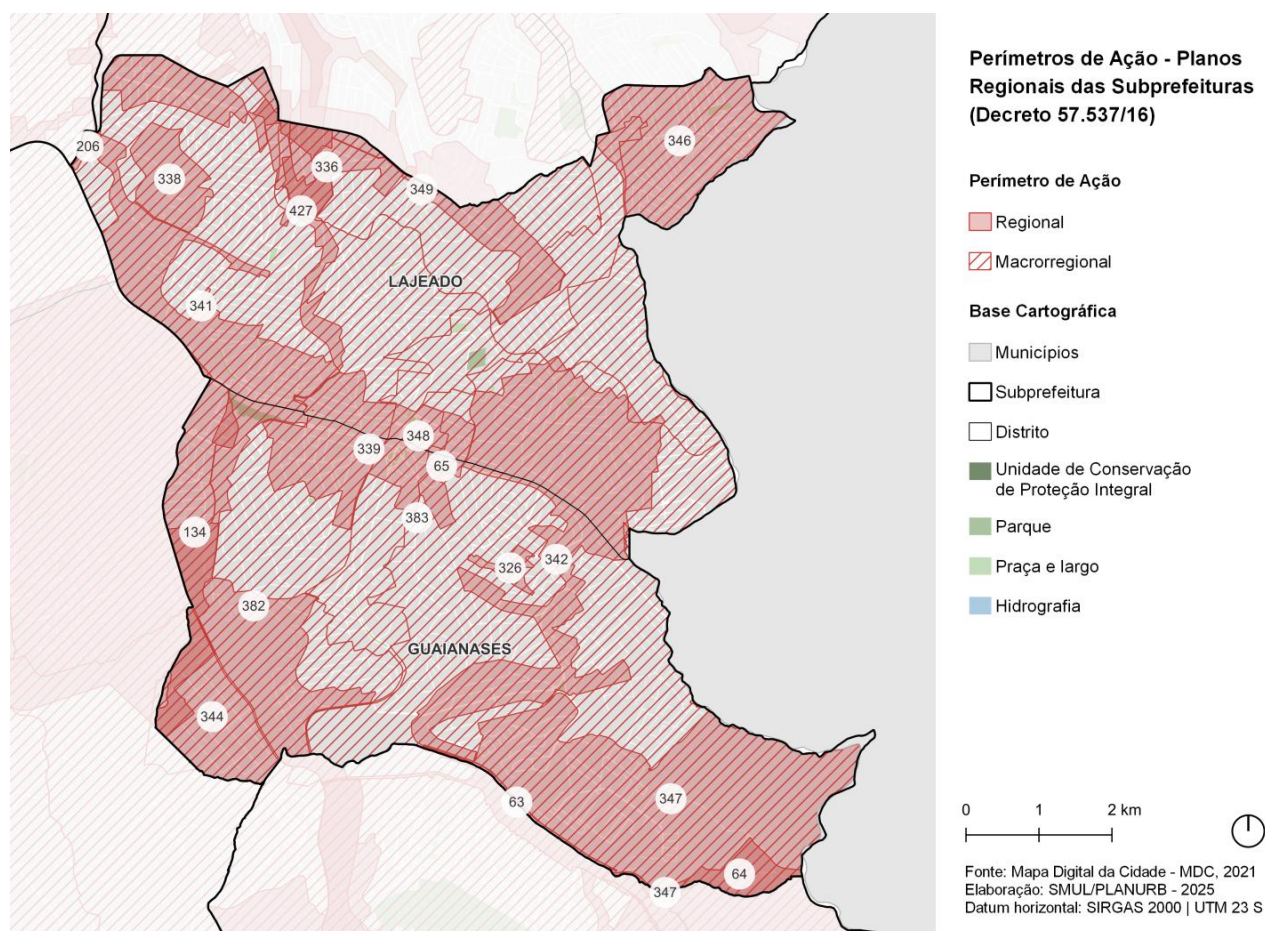 Perímetros de Ação - Planos
Regionais das Subprefeituras
(Decreto 57.537/16)
Perímetro de Ação
Regional
Macrorregional
Base Cartográfica
Municípios
Subprefeitura
Distrito
Unidade de Conservação
de Proteção Integral
Parque
Praça e largo
Hidrografia
0 1 2 km
Fonte: Mapa Digital da Cidade - MDC, 2021
Elaboração: SMUL/PLANURB - 2025
Datum horizontal: SIRGAS 2000 | UTM 23 S
206
338
336
349
346
427
LAJEADO
341
339
348
65
383
134
326
342
382
GUAIANASES
344
63
347
64
347